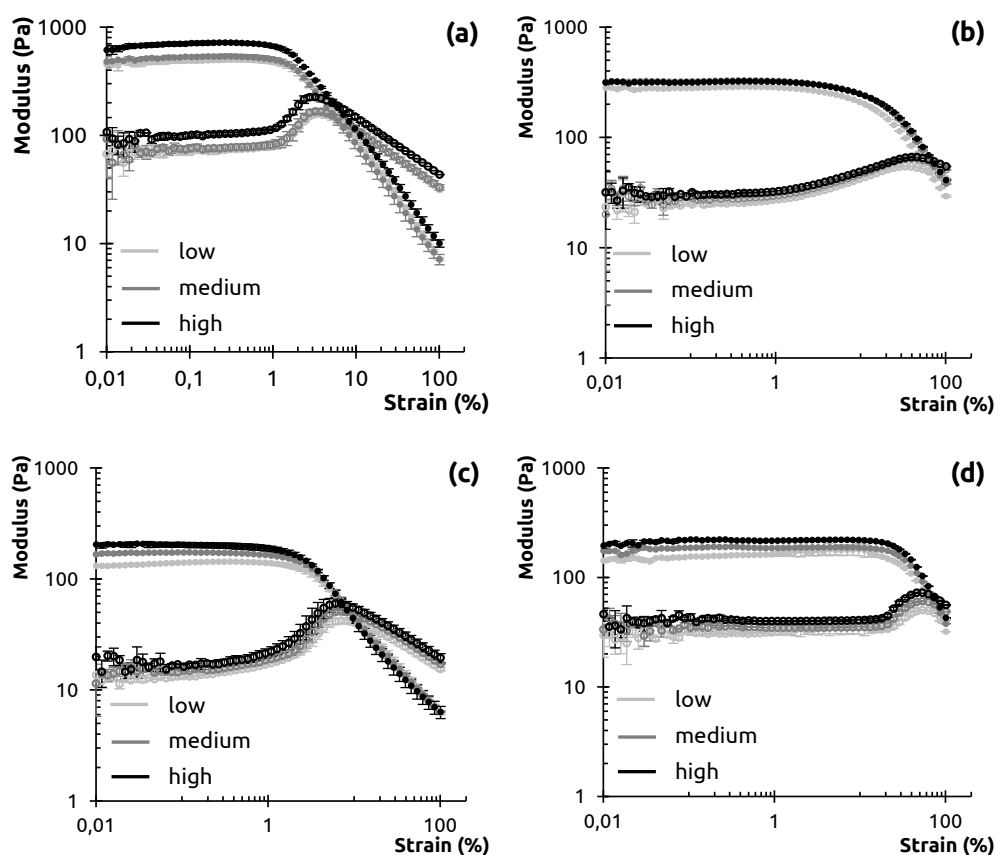 (a)
Modulus (Pa)
1000
100
10
1
low
medium
high
0,01 0,1 1 10 100
Strain (%)
(b)
Modulus (Pa)
1000
100
10
1
low
medium
high
0,01 1 100
Strain (%)
(c)
Modulus (Pa)
1000
100
10
1
low
medium
high
0,01 1 100
Strain (%)
(d)
Modulus (Pa)
1000
100
10
1
low
medium
high
0,01 1 100
Strain (%)